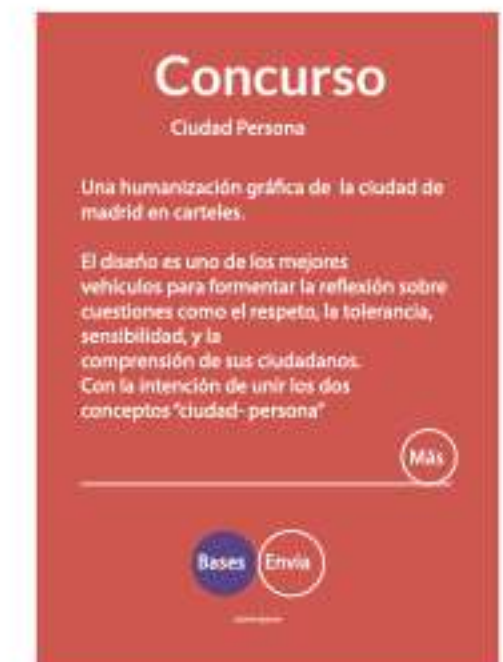 Concurso
Ciudad Persona
Una humanización gráfica de la ciudad de
madrid en carteles.
El diseño es uno de los mejores
vehiculos para formentar la reflexión sobre
cuestiones como el respeto, la tolerancia,
sensibilidad, y la
comprensión de sus ciudadanos.
Con la intención de unir los dos
conceptos "ciudad- persona"
Más
Bases Envía